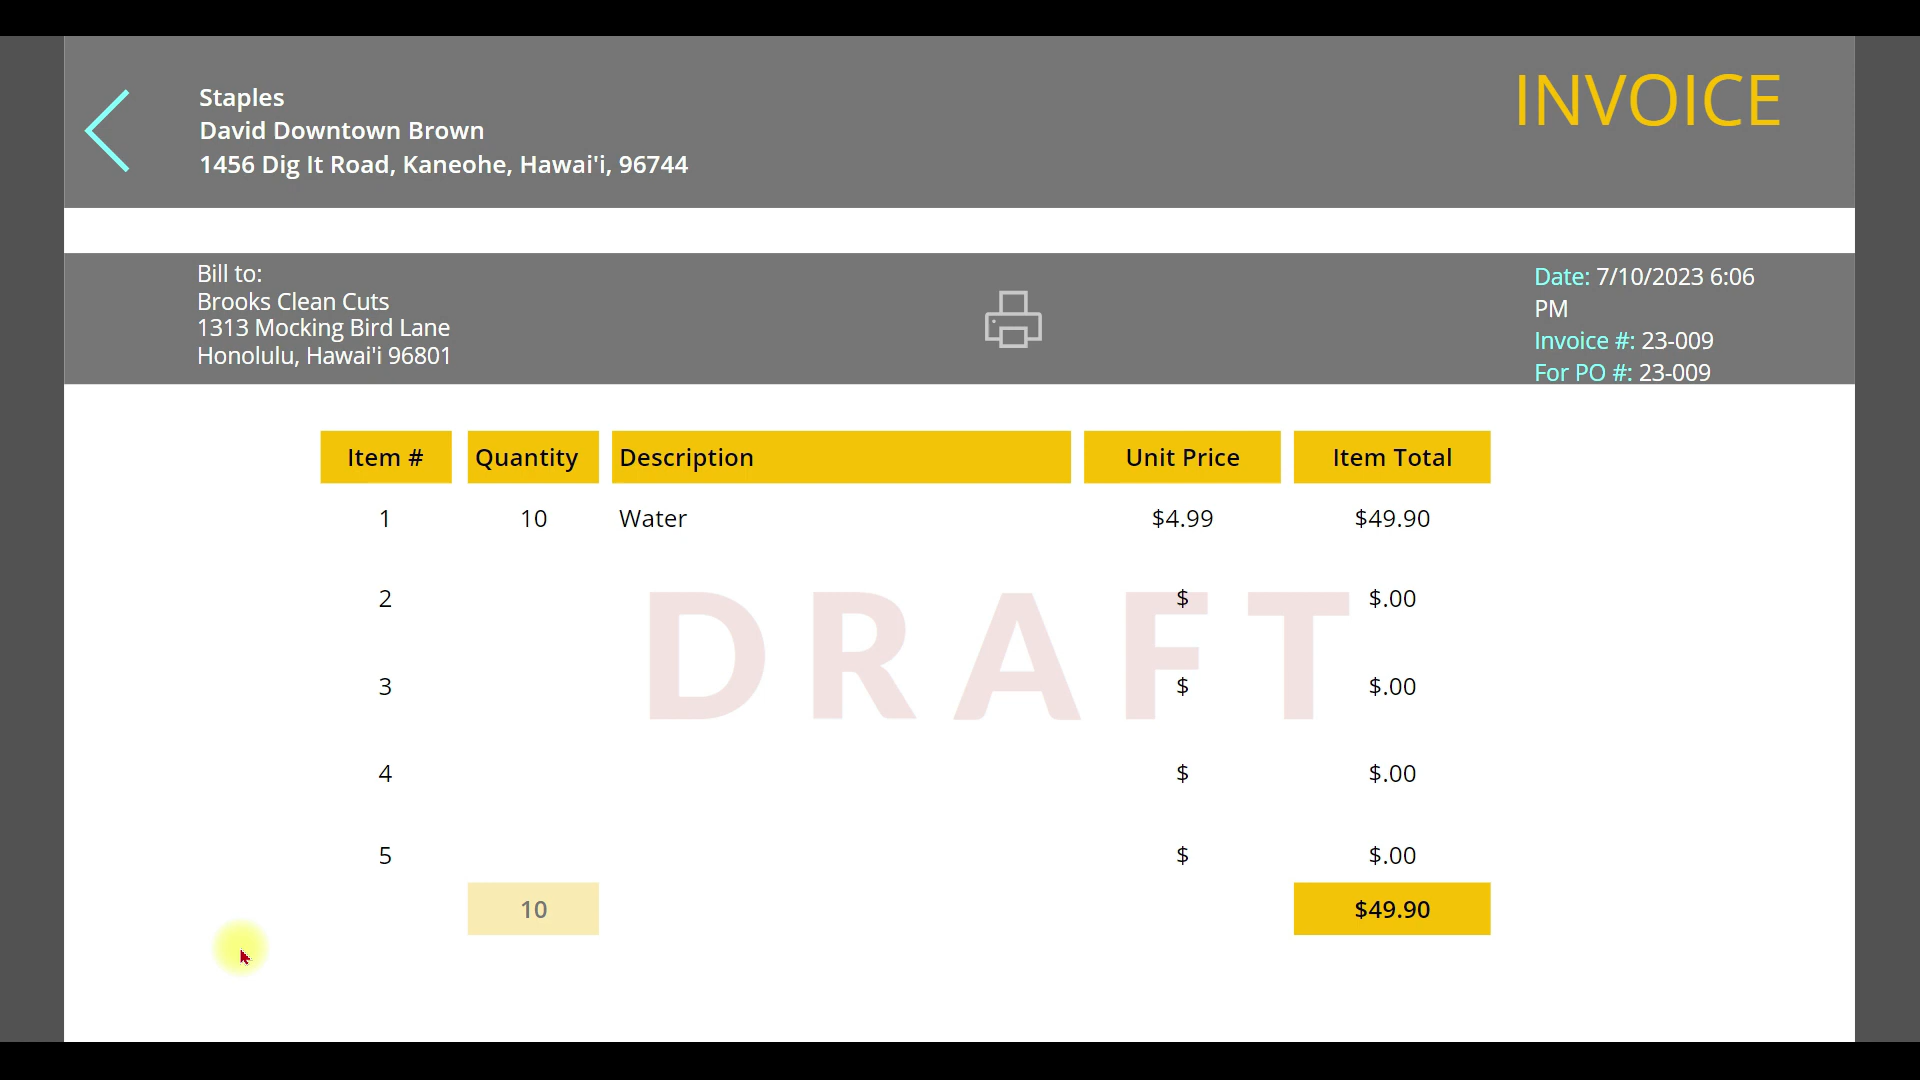 INVOICE
Staples
David Downtown Brown
1456 Dig It Road, Kaneohe, Hawai'i, 96744
Bill to:
Brooks Clean Cuts
1313 Mocking Bird Lane
Honolulu, Hawai'i 96801
Date: 7/10/2023 6:06
PM
Invoice #: 23-009
For PO #: 23-009
Item # Quantity Description Unit Price Item Total
1 10 Water $4.99 $49.90
2 $ $.00
DRAFT
3 $ $.00
4 $ $.00
5 $ $.00
10 $49.90